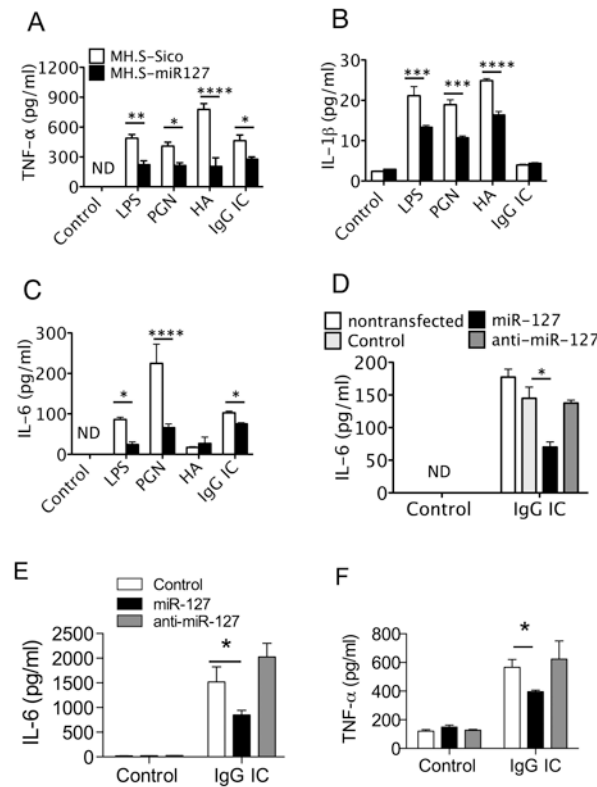 A
MH.S-Sico
MH.S-miR127
TNF-α (pg/ml)
1200
900
600
300
0
ND
**
*
****
*
Control
LPS
PGN
HA
IgG IC
B
IL-1β (pg/ml)
30
20
10
0
***
***
****
Control
LPS
PGN
HA
IgG IC
C
IL-6 (pg/ml)
300
200
100
0
ND
*
****
*
Control
LPS
PGN
HA
IgG IC
D
nontransfected
miR-127
Control
anti-miR-127
IL-6 (pg/ml)
200
150
100
50
0
ND
*
Control
IgG IC
E
Control
miR-127
anti-miR-127
IL-6 (pg/ml)
2500
2000
1500
1000
500
0
*
Control
IgG IC
F
TNF-α (pg/ml)
800
600
400
200
0
*
Control
IgG IC